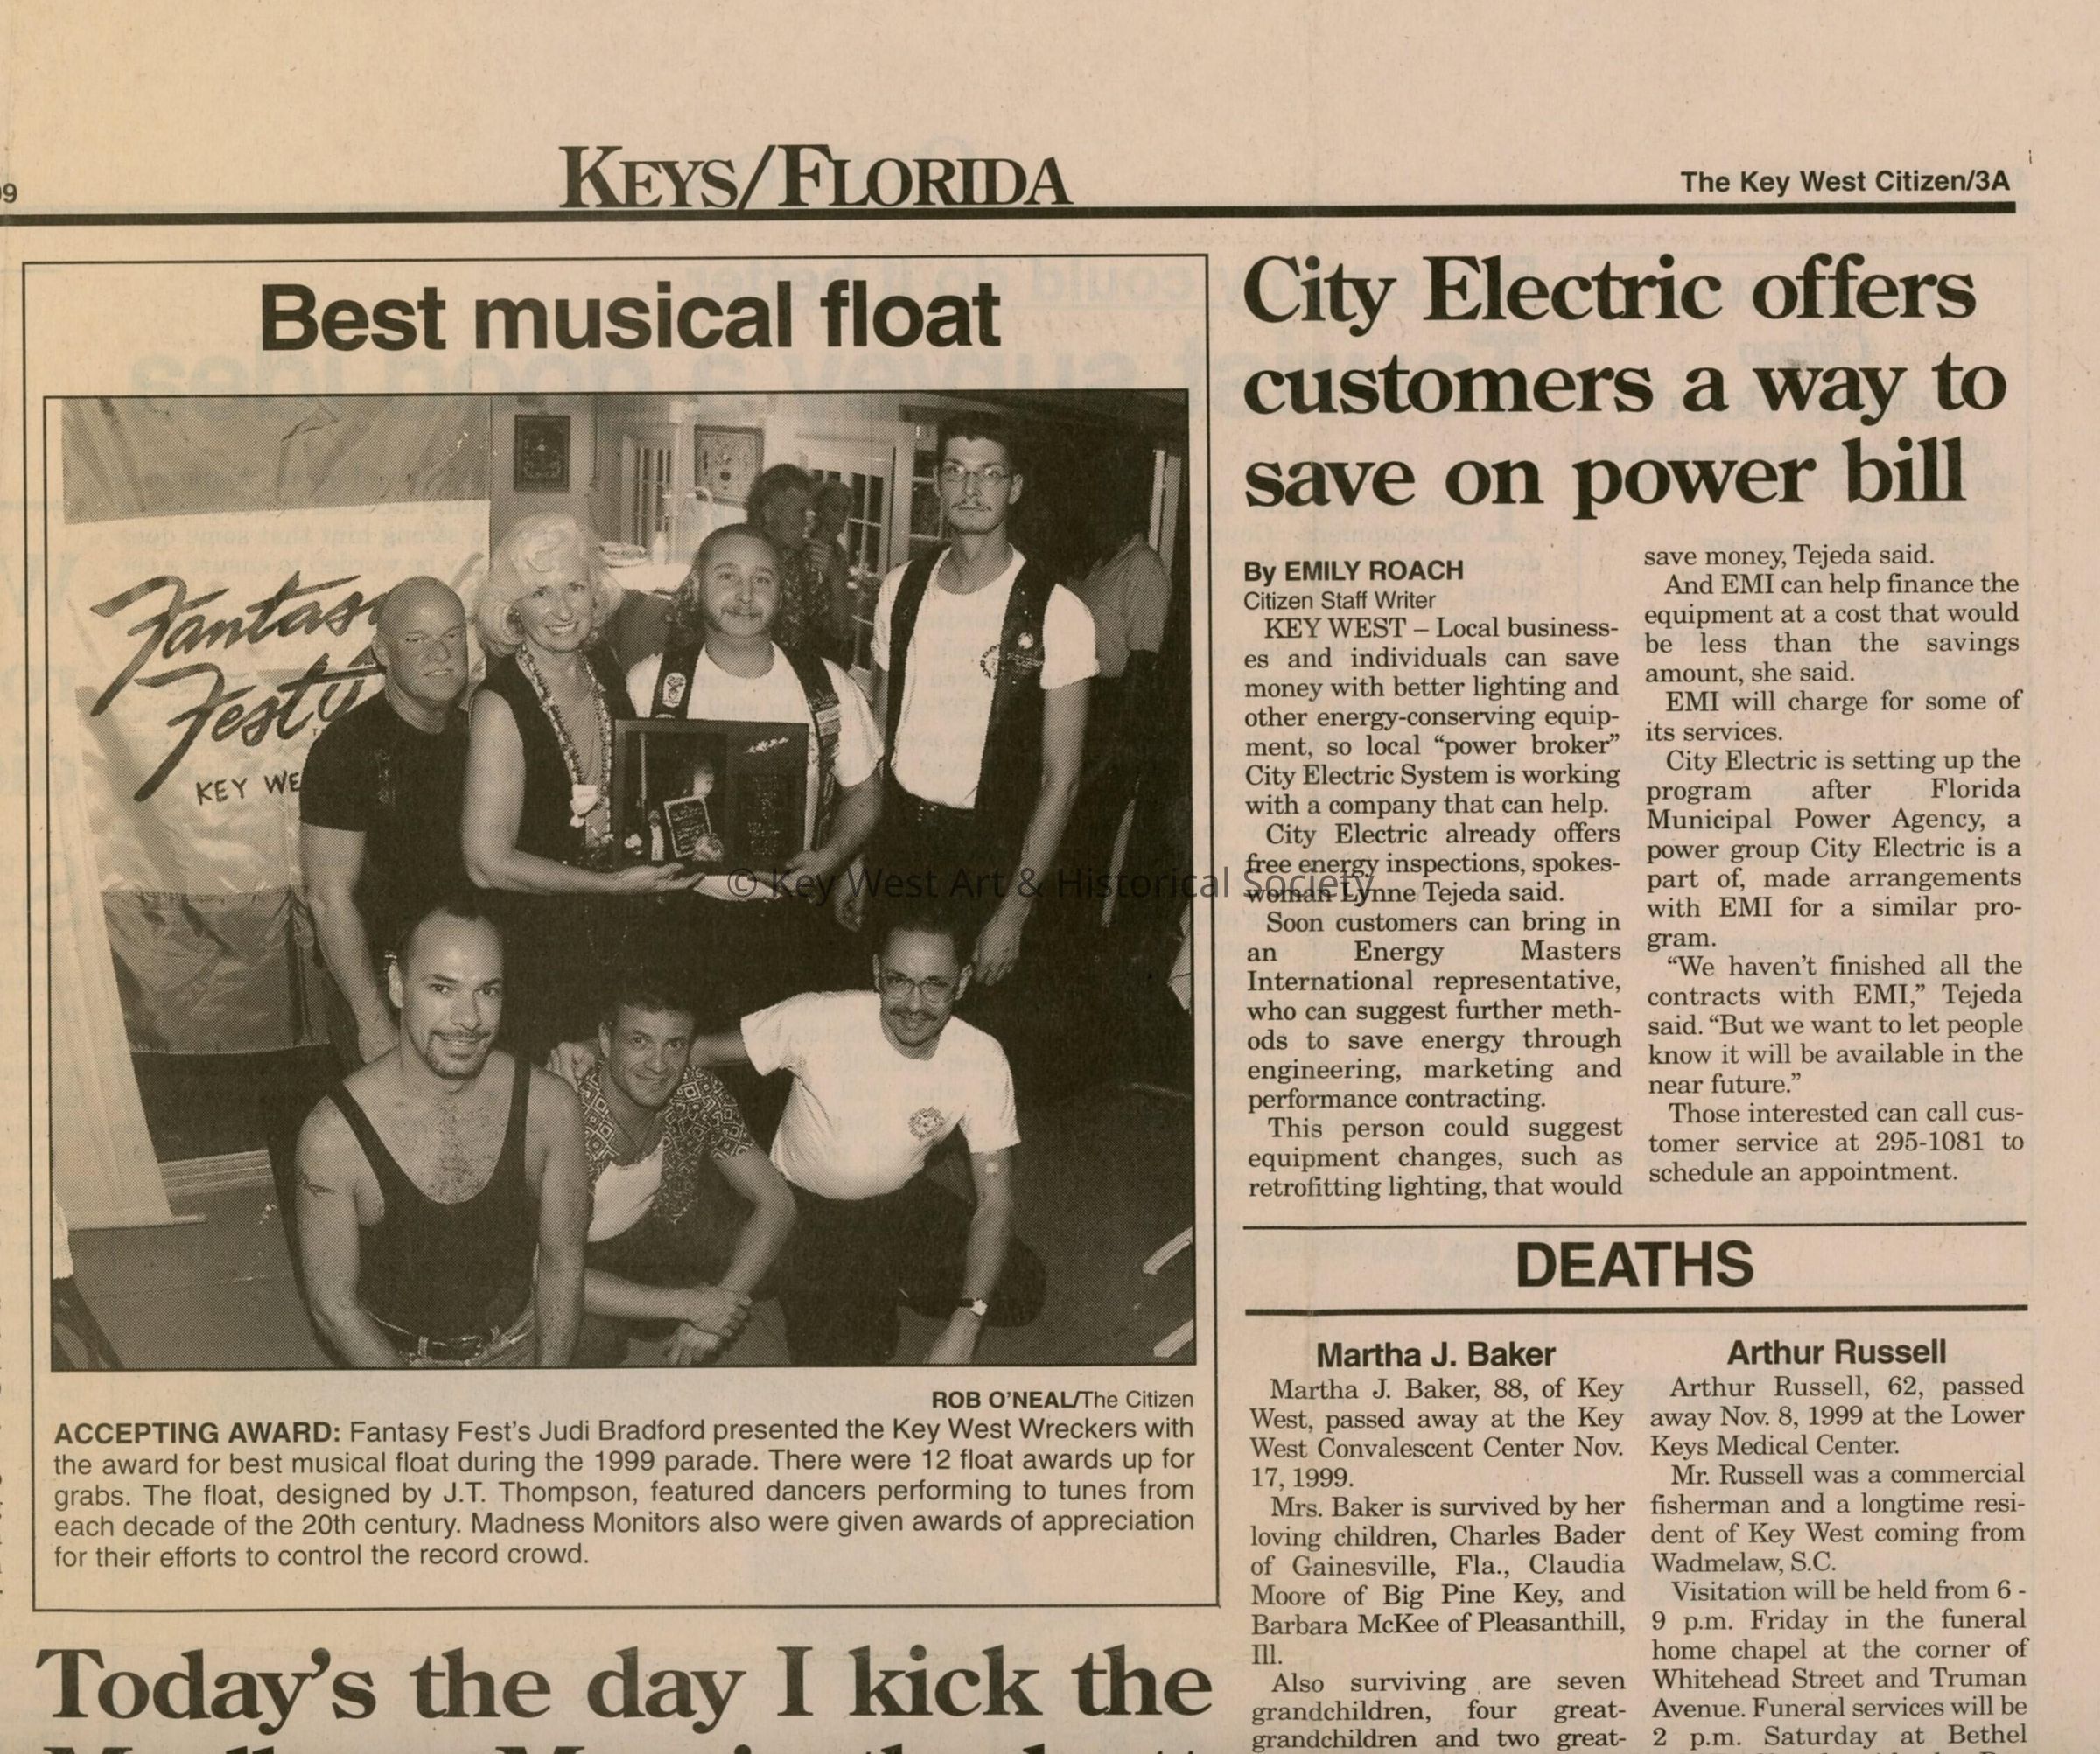 99
KEYS/FLORIDA
The Key West Citizen/3A
Best musical float
Fantasy
Fest
KEY WE
ROB O'NEAL/The Citizen
ACCEPTING AWARD: Fantasy Fest's Judi Bradford presented the Key West Wreckers with
the award for best musical float during the 1999 parade. There were 12 float awards up for
grabs. The float, designed by J.T. Thompson, featured dancers performing to tunes from
each decade of the 20th century. Madness Monitors also were given awards of appreciation
for their efforts to control the record crowd.
Today's the day I kick the
City Electric offers
customers a way to
save on power bill
By EMILY ROACH
Citizen Staff Writer
KEY WEST – Local business-
es and individuals can save
money with better lighting and
other energy-conserving equip-
ment, so local “power broker”
City Electric System is working
with a company that can help.
City Electric already offers
free energy inspections, spokes-
woman Lynne Tejeda said.
Soon customers can bring in
an Energy Masters
International representative,
who can suggest further meth-
ods to save energy through
engineering, marketing and
performance contracting.
This person could suggest
equipment changes, such as
retrofitting lighting, that would
save money, Tejeda said.
And EMI can help finance the
equipment at a cost that would
be less than the savings
amount, she said.
EMI will charge for some of
its services.
City Electric is setting up the
program after Florida
Municipal Power Agency, a
power group City Electric is a
part of, made arrangements
with EMI for a similar pro-
gram.
“We haven't finished all the
contracts with EMI,” Tejeda
said. “But we want to let people
know it will be available in the
near future.”
Those interested can call cus-
tomer service at 295-1081 to
schedule an appointment.
DEATHS
Martha J. Baker
Martha J. Baker, 88, of Key
West, passed away at the Key
West Convalescent Center Nov.
17, 1999.
Mrs. Baker is survived by her
loving children, Charles Bader
of Gainesville, Fla., Claudia
Moore of Big Pine Key, and
Barbara McKee of Pleasanthill,
Ill.
Also surviving are seven
grandchildren, four great-
grandchildren and two great-
Arthur Russell
Arthur Russell, 62, passed
away Nov. 8, 1999 at the Lower
Keys Medical Center.
Mr. Russell was a commercial
fisherman and a longtime resi-
dent of Key West coming from
Wadmelaw, S.C.
Visitation will be held from 6 -
9 p.m. Friday in the funeral
home chapel at the corner of
Whitehead Street and Truman
Avenue. Funeral services will be
2 p.m. Saturday at Bethel
© Key West Art & Historical Society